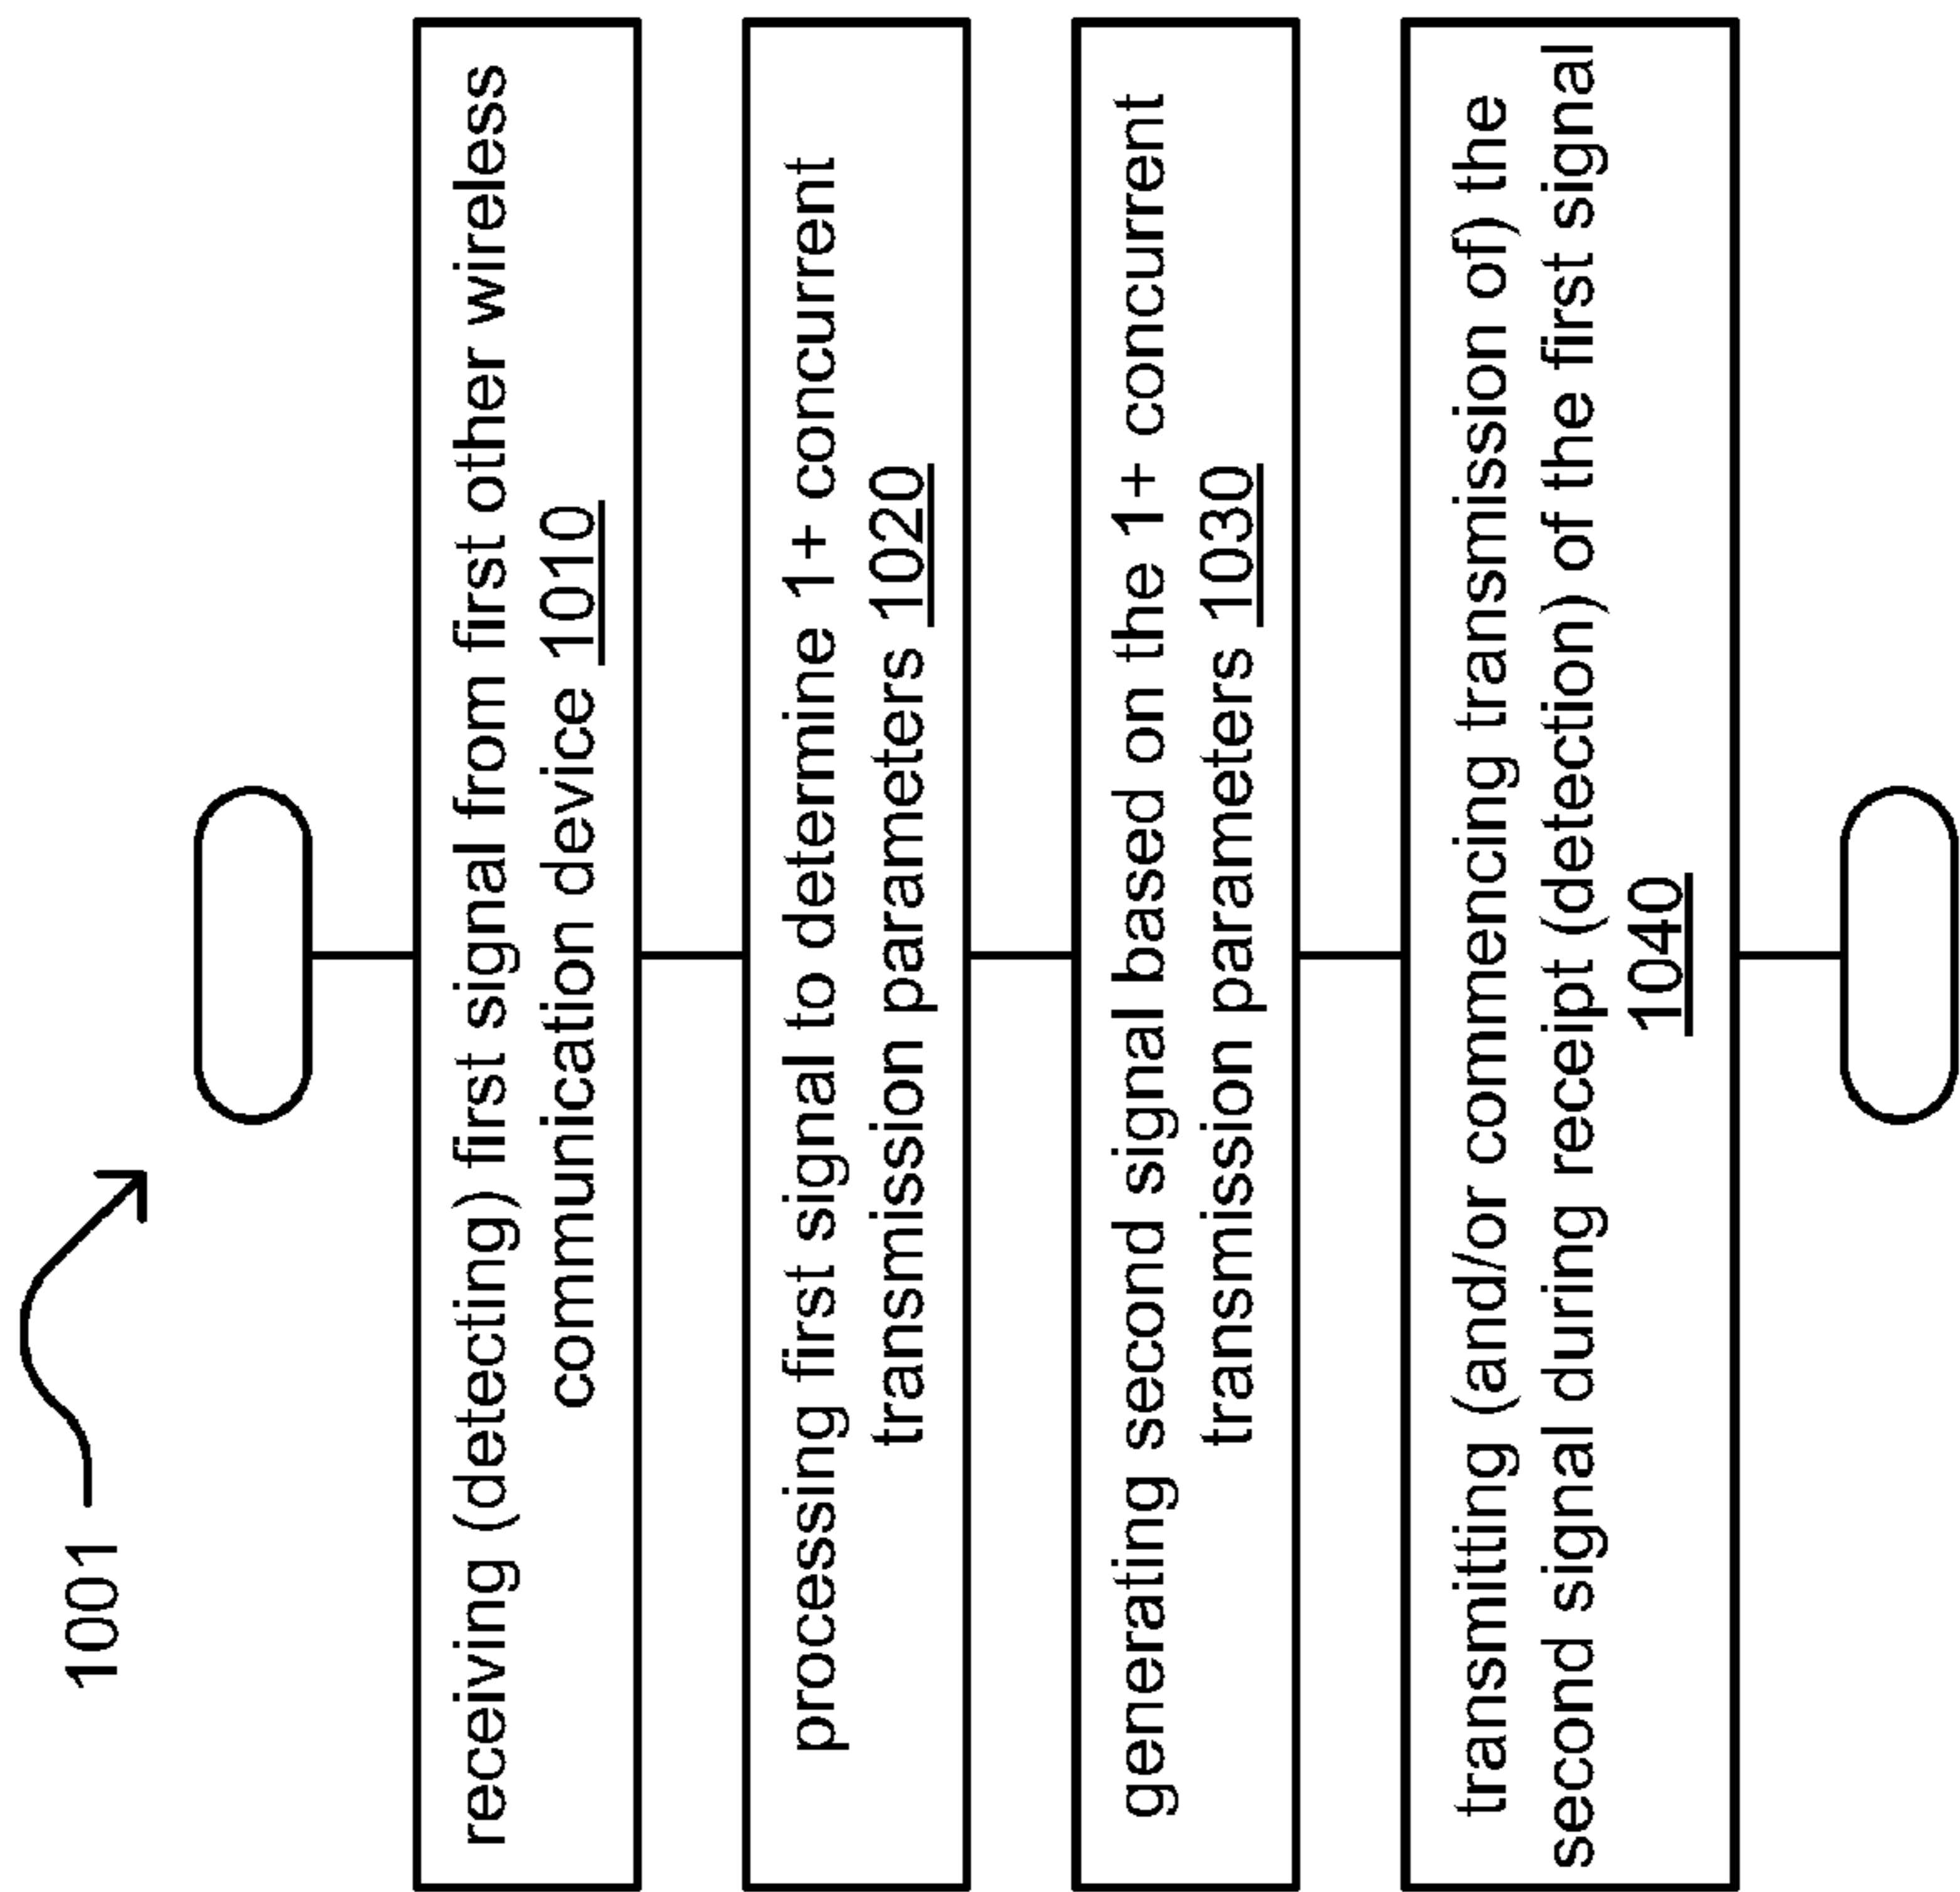 1001
receiving (detecting) first signal from first other wireless
communication device 1010
processing first signal to determine 1+ concurrent
transmission parameters 1020
generating second signal based on the 1+ concurrent
transmission parameters 1030
transmitting (and/or commencing transmission of) the
second signal during receipt (detection) of the first signal
1040